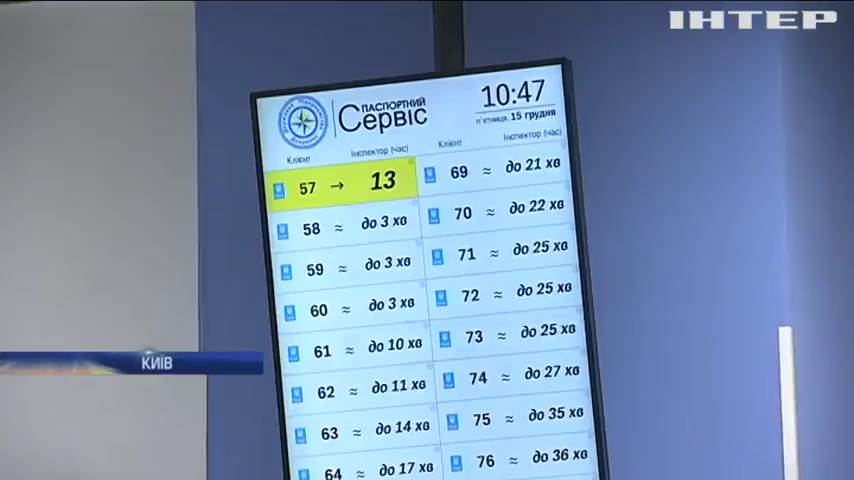 ІНТЕР
ПАСПОРТНИЙ
Сервіс
10:47
п'ятниця, 15 грудня
Клієнт Інспектор (час)
57 → 13
58 ≈ до 3 хв
59 ≈ до 3 хв
60 ≈ до 3 хв
61 ≈ до 10 хв
62 ≈ до 11 хв
63 ≈ до 14 хв
64 ≈ до 17 хв
Клієнт Інспектор (час)
69 ≈ до 21 хв
70 ≈ до 22 хв
71 ≈ до 25 хв
72 ≈ до 25 хв
73 ≈ до 25 хв
74 ≈ до 27 хв
75 ≈ до 35 хв
76 ≈ до 36 хв
КИЇВ